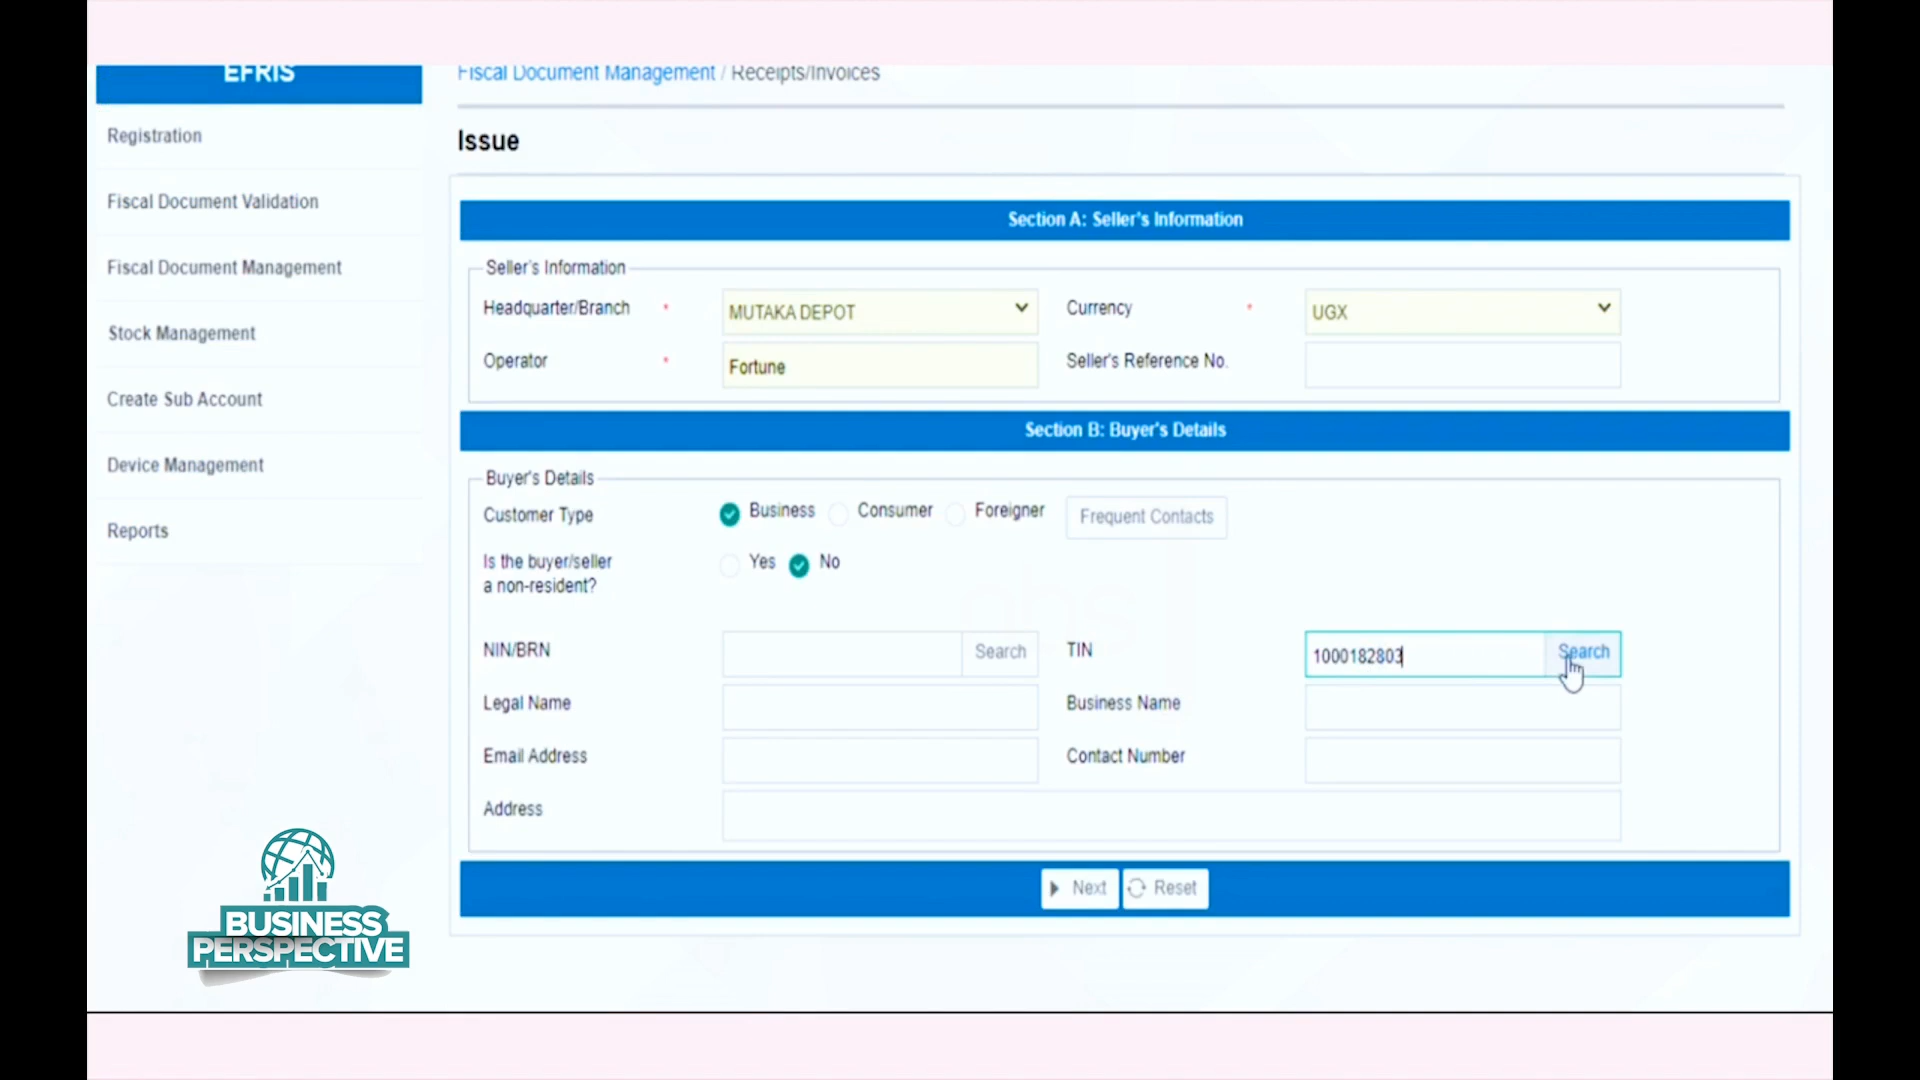 EFRIS
Fiscal Document Management / Receipts/Invoices
Registration
Fiscal Document Validation
Fiscal Document Management
Stock Management
Create Sub Account
Device Management
Reports
Issue
Section A: Seller's Information
Seller's Information
Headquarter/Branch * MUTAKA DEPOT Currency * UGX
Operator * Fortune Seller's Reference No.
Section B: Buyer's Details
Buyer's Details
Customer Type Business Consumer Foreigner Frequent Contacts
Is the buyer/seller
a non-resident? Yes No
NIN/BRN Search TIN 1000182803 Search
Legal Name Business Name
Email Address Contact Number
Address
Next Reset
BUSINESS
PERSPECTIVE